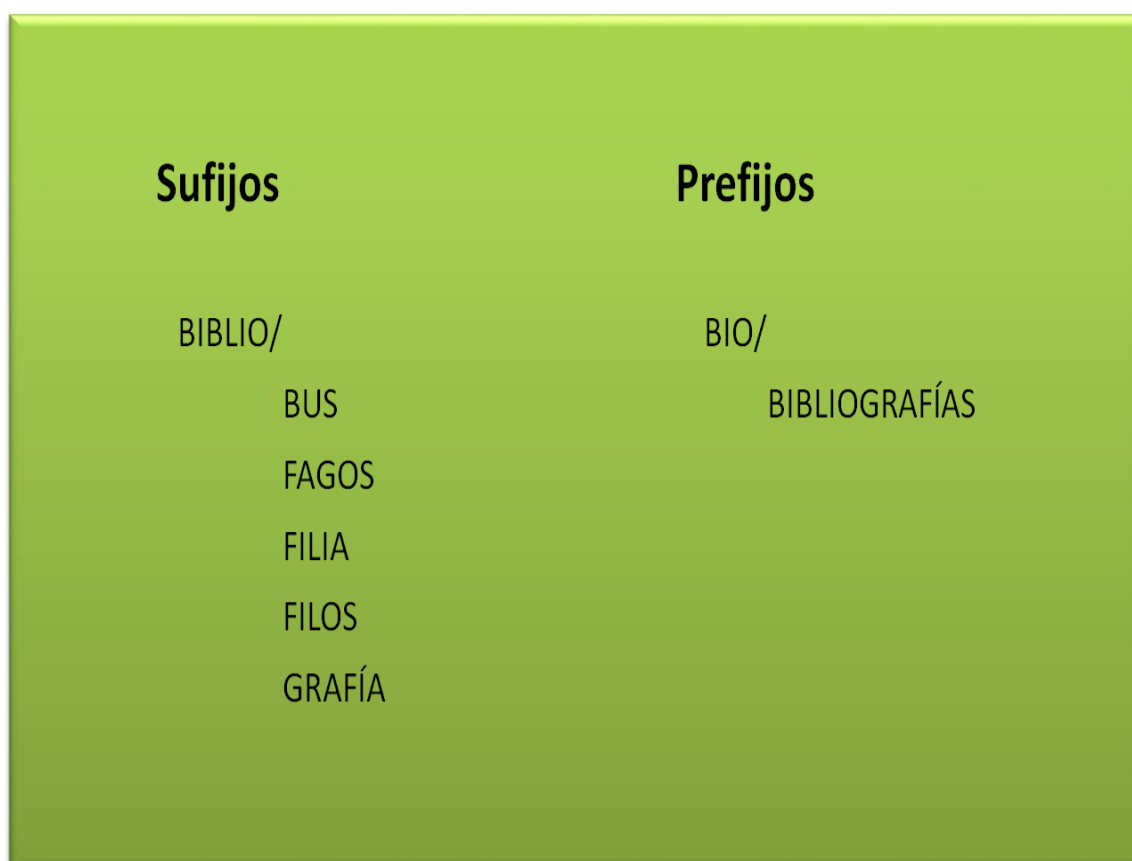 Sufijos
BIBLIO/
BUS
FAGOS
FILIA
FILOS
GRAFÍA
Prefijos
BIO/
BIBLIOGRAFÍAS